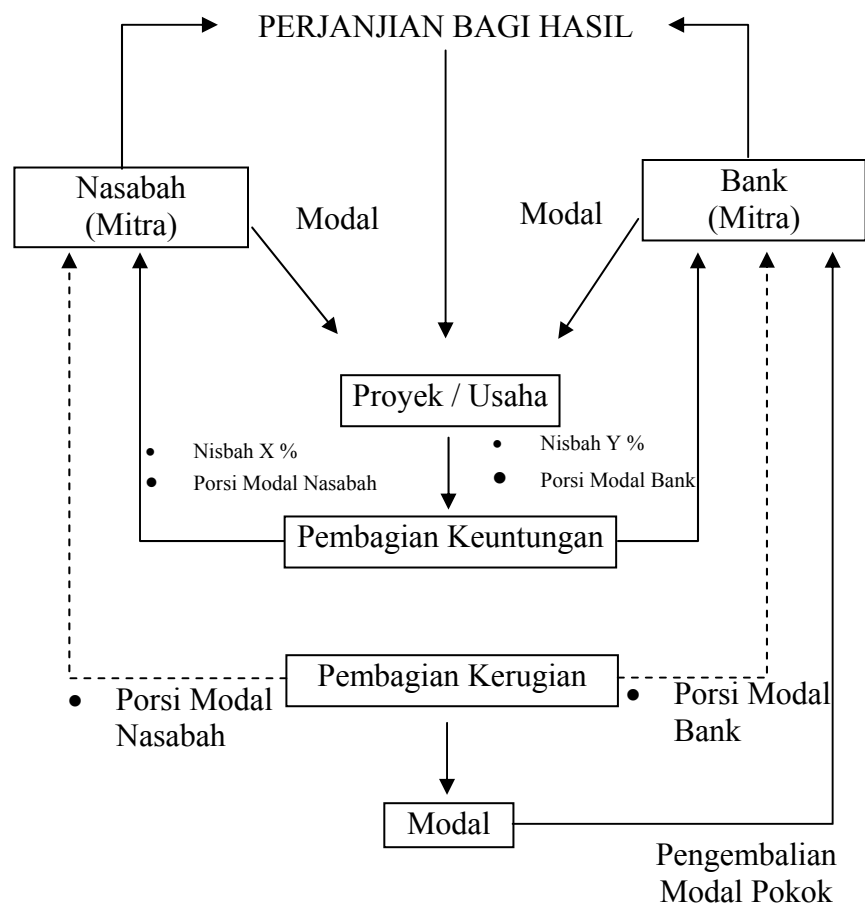 PERJANJIAN BAGI HASIL
Nasabah
(Mitra)
Bank
(Mitra)
Modal
Modal
Proyek / Usaha
• Nisbah X %
• Porsi Modal Nasabah
• Nisbah Y %
• Porsi Modal Bank
Pembagian Keuntungan
Pembagian Kerugian
• Porsi Modal
Nasabah
• Porsi Modal
Bank
Modal
Pengembalian
Modal Pokok